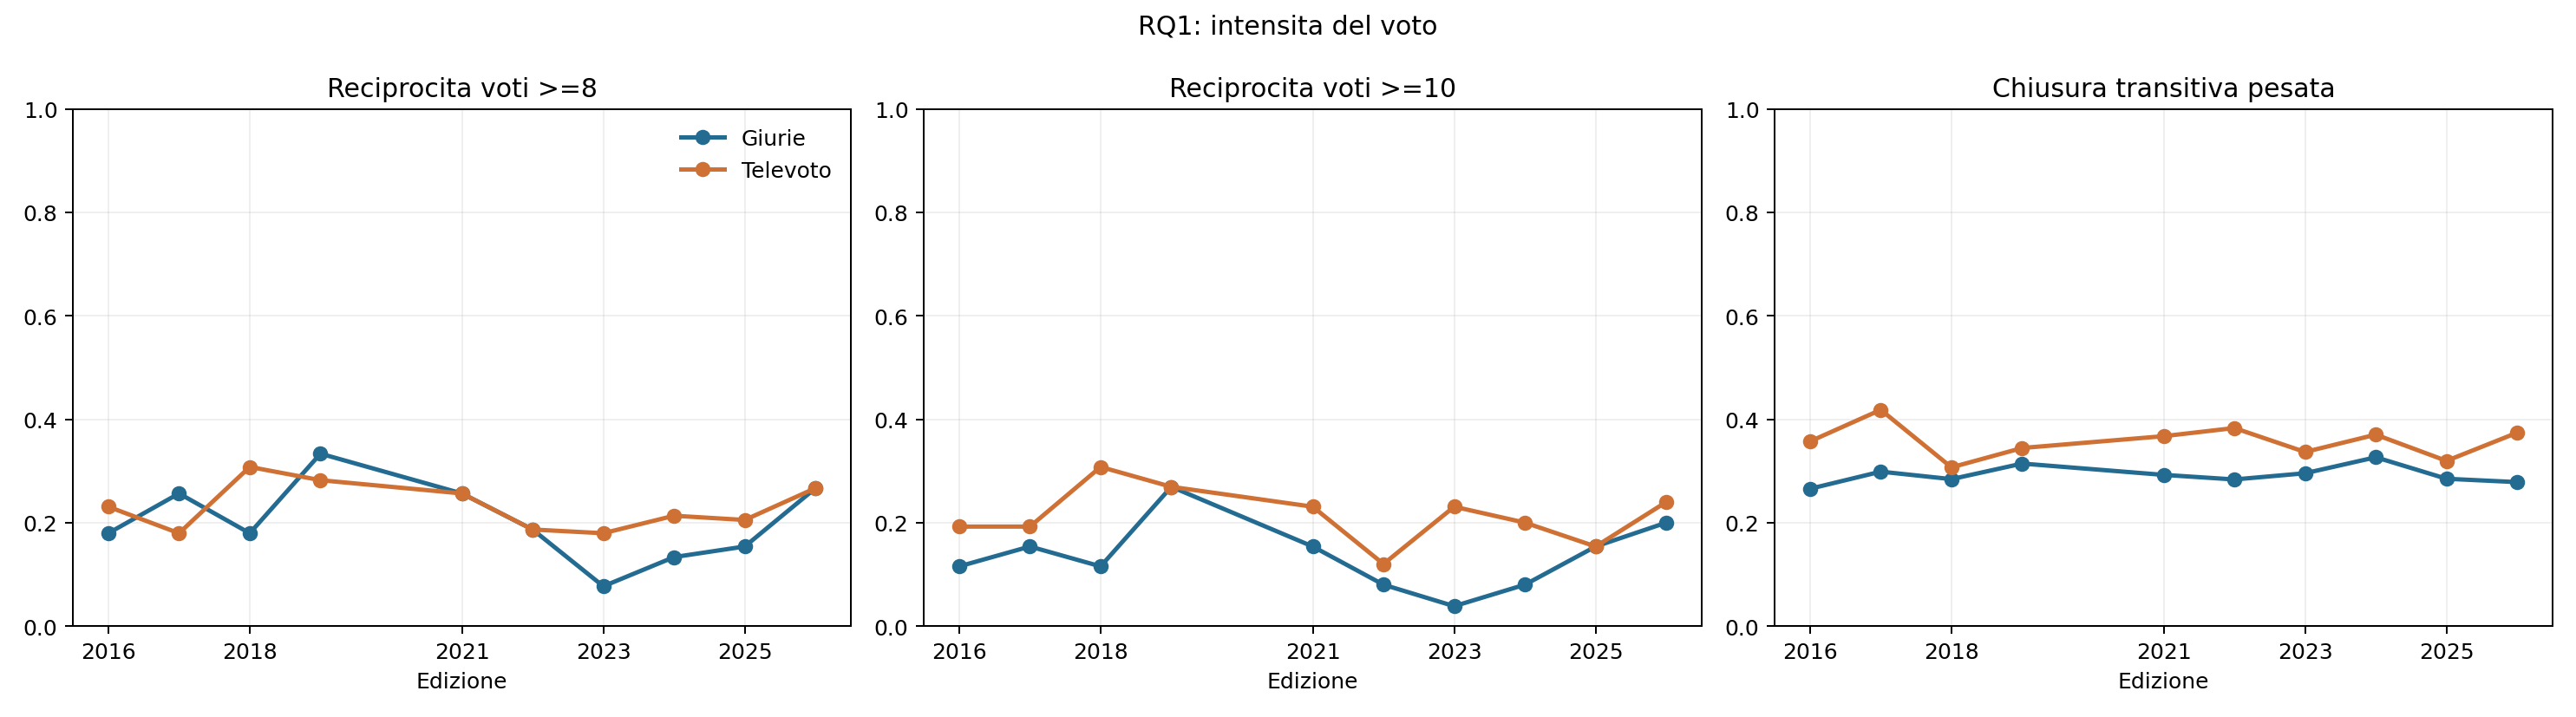 RQ1: intensita del voto
Reciprocita voti >=8
1.0
0.8
0.6
0.4
0.2
0.0
Giurie
Televoto
2016 2018 2021 2023 2025
Edizione
Reciprocita voti >=10
1.0
0.8
0.6
0.4
0.2
0.0
2016 2018 2021 2023 2025
Edizione
Chiusura transitiva pesata
1.0
0.8
0.6
0.4
0.2
0.0
2016 2018 2021 2023 2025
Edizione